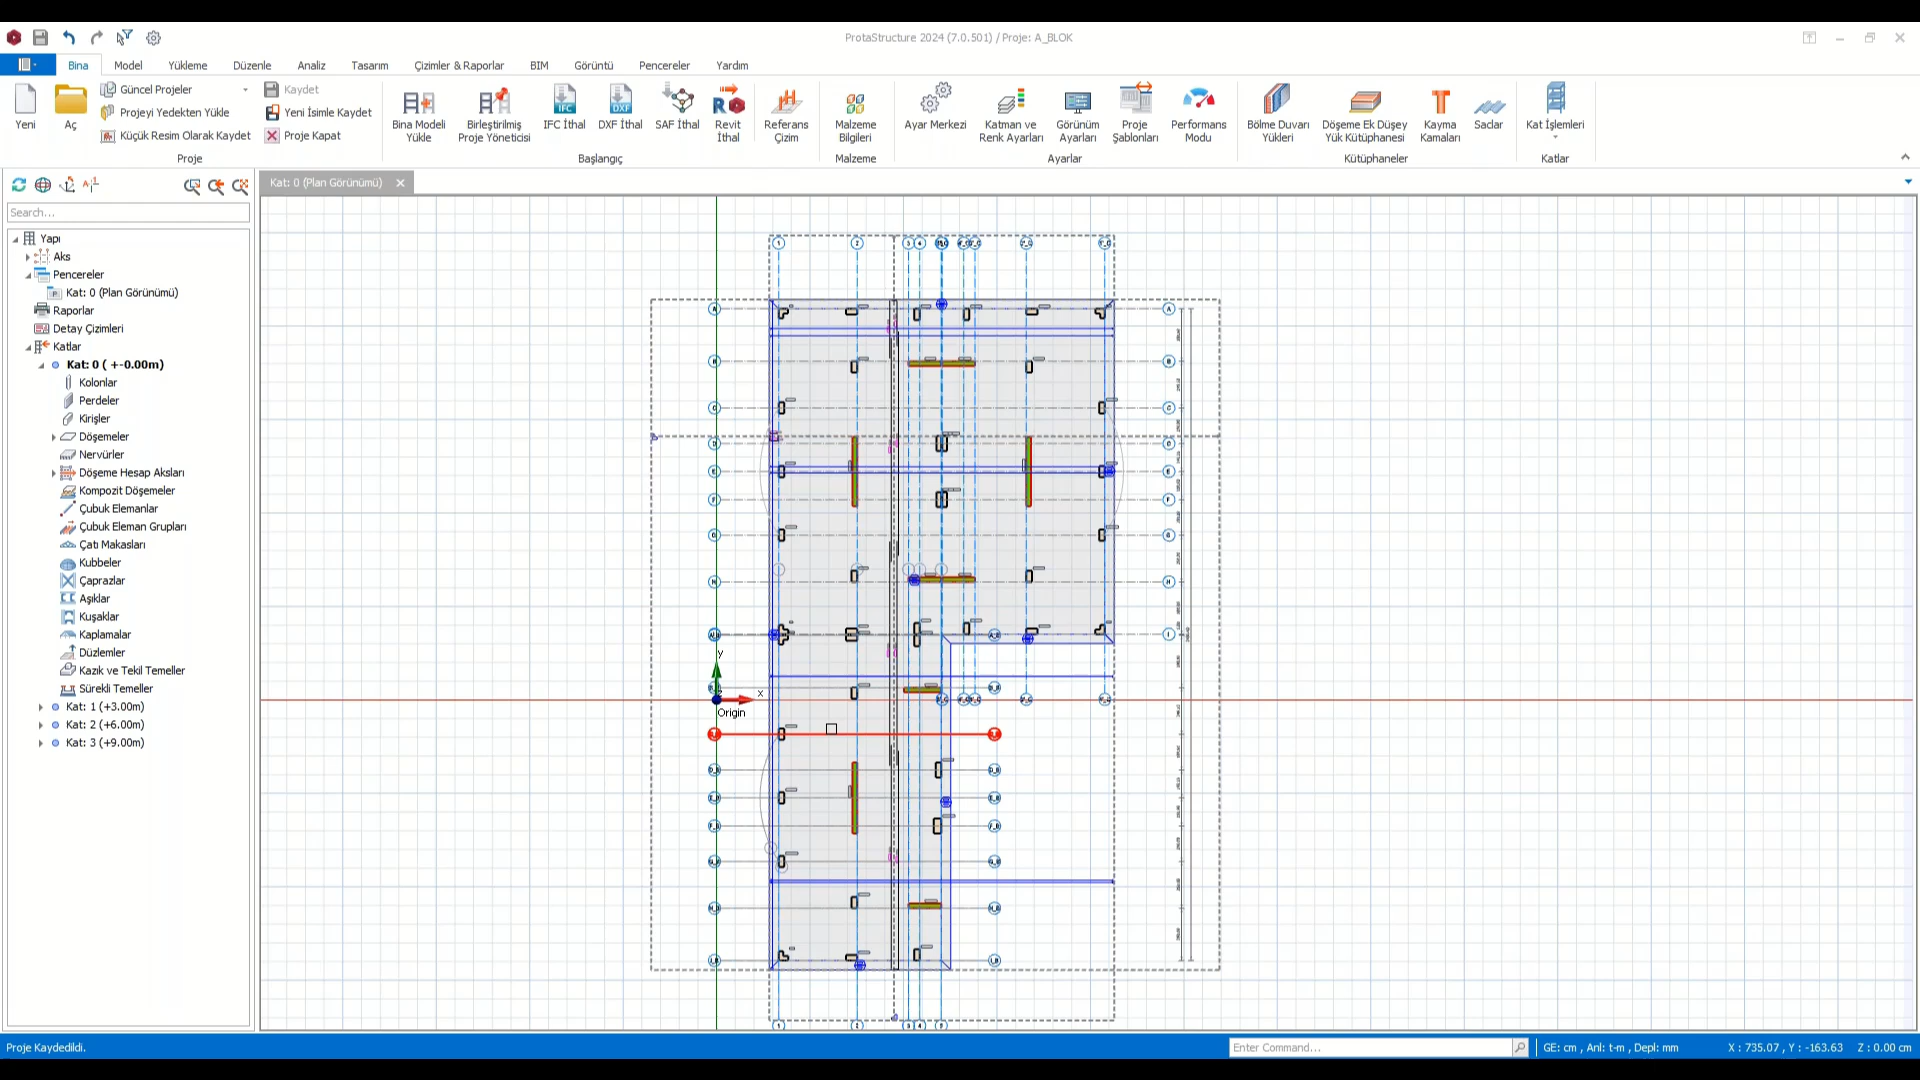 ProtaStructure 2024 (7.0.501) / Proje: A_BLOK
Bina Model Yükleme Düzenle Analiz Tasarım Çizimler & Raporlar BIM Görüntü Pencereler Yardım
Yeni
Aç
Güncel Projeler
Projeyi Yedekten Yükle
Küçük Resim Olarak Kaydet
Kaydet
Yeni İsimle Kaydet
Proje Kapat
Proje
Bina Modeli Yükle
Birleştirilmiş Proje Yöneticisi
IFC İthal
DXF İthal
SAF İthal
Revit İthal
Başlangıç
Referans Çizim
Malzeme Bilgileri
Malzeme
Ayar Merkezi
Katman ve Renk Ayarları
Görünüm Ayarları
Proje Şablonları
Performans Modu
Ayarlar
Bölme Duvarı Yükleri
Döşeme Ek Düşey Yük Kütüphanesi
Kayma Kamaları
Saclar
Kütüphaneler
Kat İşlemleri
Katlar
Kat: 0 (Plan Görünümü)
Search...
Yapı
Aks
Pencereler
Kat: 0 (Plan Görünümü)
Raporlar
Detay Çizimleri
Katlar
Kat: 0 ( +-0.00m)
Kolonlar
Perdeler
Kirişler
Döşemeler
Nervürler
Döşeme Hesap Aksları
Kompozit Döşemeler
Çubuk Elemanlar
Çubuk Eleman Grupları
Çatı Makasları
Kubbeler
Çaprazlar
Aşıklar
Kuşaklar
Kaplamalar
Düzlemler
Kazık ve Tekil Temeller
Sürekli Temeller
Kat: 1 (+3.00m)
Kat: 2 (+6.00m)
Kat: 3 (+9.00m)
y
x
Origin
Proje Kaydedildi.
Enter Command...
GE: cm , Anl: t-m , Depl: mm
X : 735.07 , Y : -163.63 Z : 0.00 cm